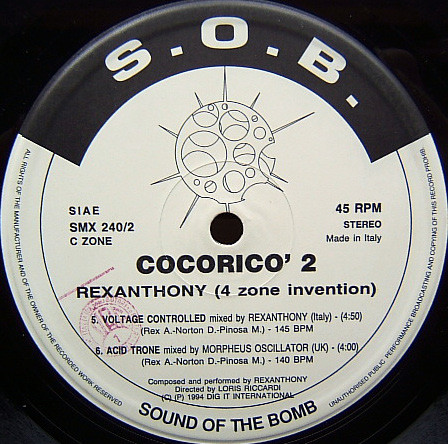 S.O.B.
SIAE
SMX 240/2
C ZONE
45 RPM
STEREO
Made in Italy
COCORICO' 2
REXANTHONY (4 zone invention)
5. VOLTAGE CONTROLLED mixed by REXANTHONY (Italy) - (4:50)
(Rex A.-Norton D.-Pinosa M.) - 145 BPM
6. ACID TRONE mixed by MORPHEUS OSCILLATOR (UK) - (4:00)
(Rex A.-Norton D.-Pinosa M.) - 140 BPM
Composed and performed by REXANTHONY
Directed by LORIS RICCARDI
(C) (P) 1994 DIG IT INTERNATIONAL
SOUND OF THE BOMB
ALL RIGHTS OF THE MANUFACTURER AND OF THE OWNER OF THE RECORDED WORK RESERVED
UNAUTHORISED PUBLIC PERFORMANCE BROADCASTING AND COPYING OF THIS RECORD PROHIB.